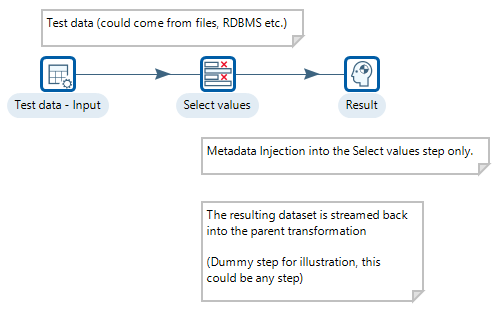 Test data (could come from files, RDBMS etc.)
Test data - Input
Select values
Result
Metadata Injection into the Select values step only.
The resulting dataset is streamed back
into the parent transformation
(Dummy step for illustration, this
could be any step)